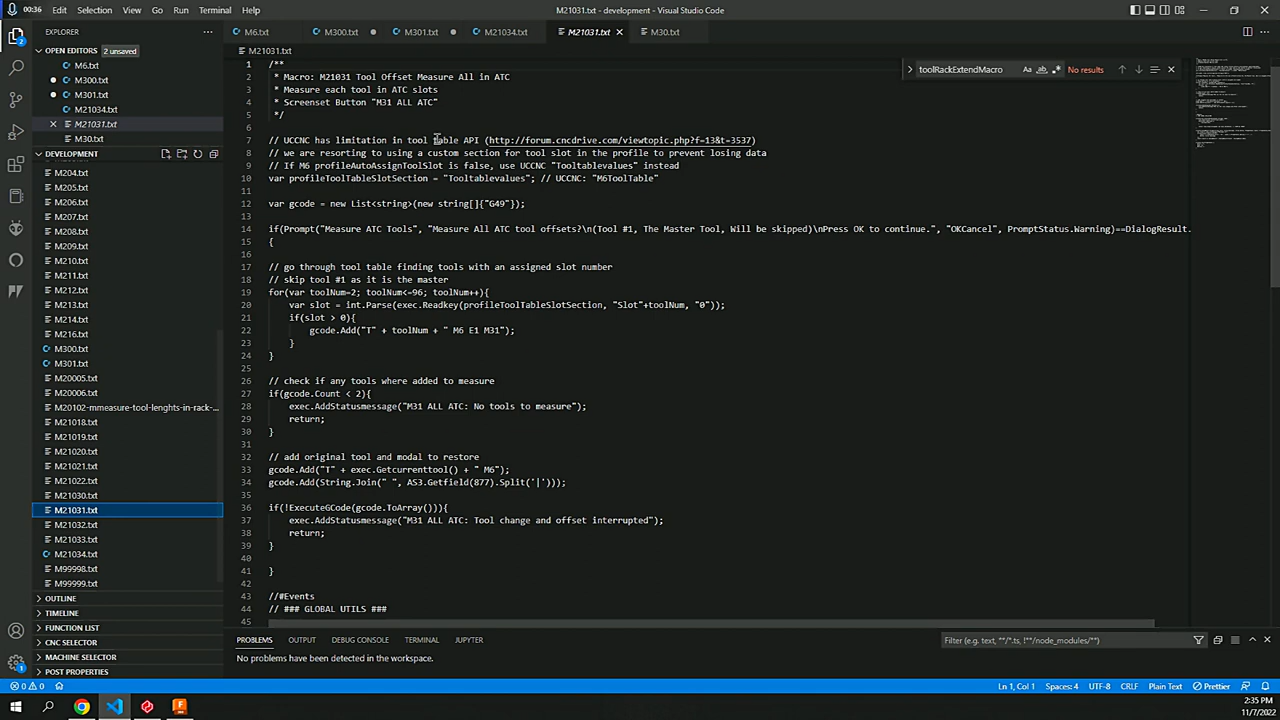 00:36
Edit Selection View Go Run Terminal Help
M21031.txt - development - Visual Studio Code
EXPLORER
M6.txt
M300.txt
M301.txt
M21034.txt
M21031.txt
M30.txt
OPEN EDITORS 2 unsaved
M6.txt
M300.txt
M301.txt
M21034.txt
M21031.txt
M30.txt
DEVELOPMENT
M204.txt
M205.txt
M206.txt
M207.txt
M208.txt
M209.txt
M210.txt
M211.txt
M212.txt
M213.txt
M214.txt
M216.txt
M300.txt
M301.txt
M20005.txt
M20006.txt
M20102-mmeasure-tool-lenghts-in-rack-...
M21018.txt
M21019.txt
M21020.txt
M21021.txt
M21022.txt
M21030.txt
M21031.txt
M21032.txt
M21033.txt
M21034.txt
M99998.txt
M99999.txt
OUTLINE
TIMELINE
FUNCTION LIST
CNC SELECTOR
MACHINE SELECTOR
POST PROPERTIES
M21031.txt
toolRackExtendMacro Aa ab .* No results
1 /**
2 * Macro: M21031 Tool Offset Measure All in ATC
3 * Measure each tool in ATC slots
4 * Screenset Button "M31 ALL ATC"
5 */
6
7 // UCCNC has limitation in tool table API (http://forum.cncdrive.com/viewtopic.php?f=13&t=3537)
8 // we are resorting to using a custom section for tool slot in the profile to prevent losing data
9 // if M6 profileAutoAssignToolSlot is false, use UCCNC "Tooltablevalues" instead
10 var profileToolTableSlotSection = "Tooltablevalues"; // UCCNC: "M6ToolTable"
11
12 var gcode = new List<string>(new string[]{"G49"});
13
14 if(Prompt("Measure ATC Tools", "Measure All ATC tool offsets?\n(Tool #1, The Master Tool, Will be skipped)\nPress OK to continue.", "OKCancel", PromptStatus.Warning)==DialogResult.
15 {
16
17 // go through tool table finding tools with an assigned slot number
18 // skip tool #1 as it is the master
19 for(var toolNum=2; toolNum<=96; toolNum++){
20 var slot = int.Parse(exec.Readkey(profileToolTableSlotSection, "Slot"+toolNum, "0"));
21 if(slot > 0){
22 gcode.Add("T" + toolNum + " M6 E1 M31");
23 }
24 }
25
26 // check if any tools where added to measure
27 if(gcode.Count < 2){
28 exec.AddStatusmessage("M31 ALL ATC: No tools to measure");
29 return;
30 }
31
32 // add original tool and modal to restore
33 gcode.Add("T" + exec.Getcurrenttool() + " M6");
34 gcode.Add(String.Join(" ", AS3.Getfield(877).Split('|')));
35
36 if(!ExecuteGCode(gcode.ToArray())){
37 exec.AddStatusmessage("M31 ALL ATC: Tool change and offset interrupted");
38 return;
39 }
40
41 }
42
43 //#Events
44 // ### GLOBAL UTILS ###
45
PROBLEMS OUTPUT DEBUG CONSOLE TERMINAL JUPYTER
Filter (e.g. text, **/*.ts, !**/node_modules/**)
No problems have been detected in the workspace.
0 0
Ln 1, Col 1 Spaces: 4 UTF-8 CRLF Plain Text Prettier
2:35 PM
11/7/2022